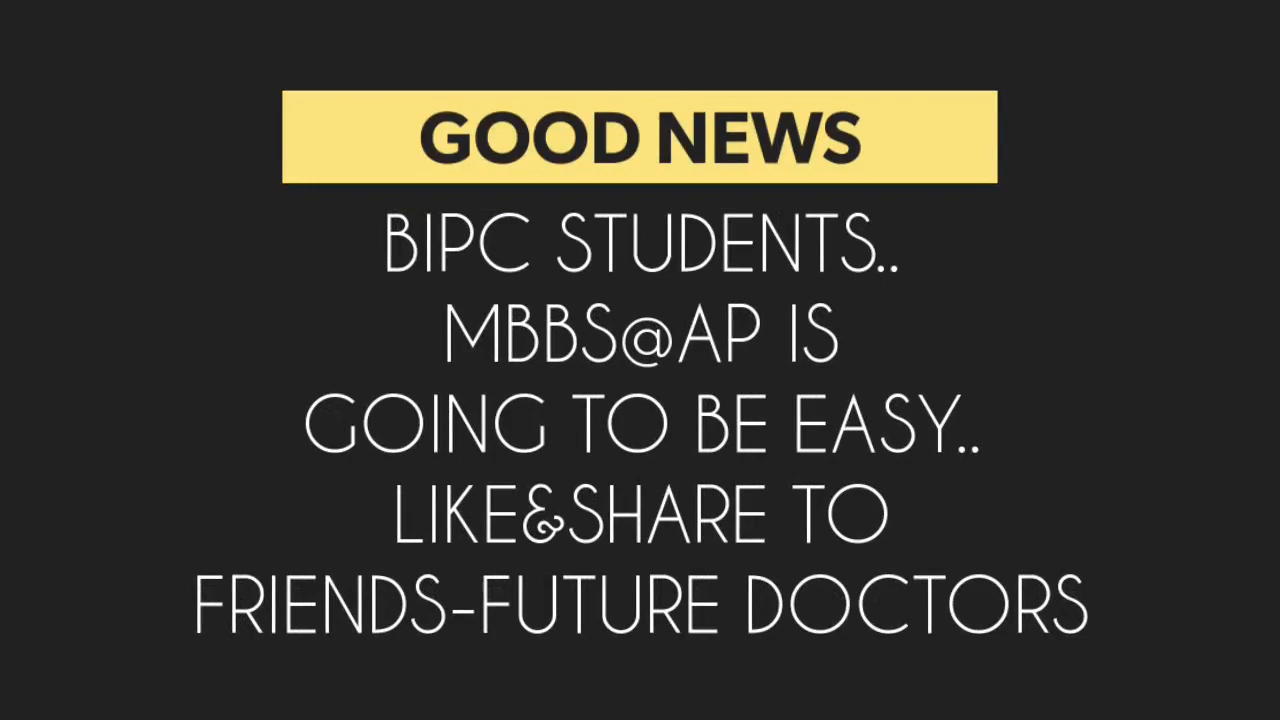 GOOD NEWS
BIPC STUDENTS..
MBBS@AP IS
GOING TO BE EASY..
LIKE&SHARE TO
FRIENDS-FUTURE DOCTORS